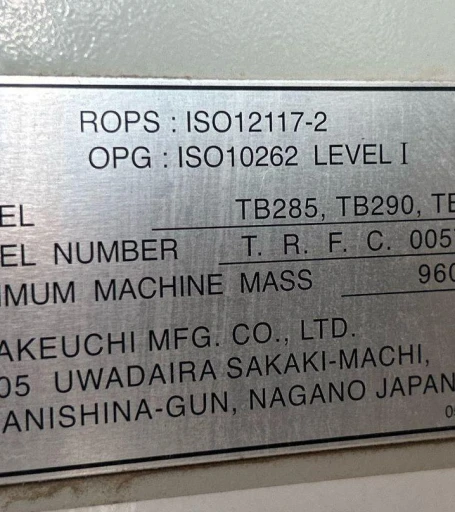 ROPS : ISO12117-2
OPG : ISO10262 LEVEL I
EL TB285, TB290, TE
EL NUMBER T. R. F. C. 005
IMUM MACHINE MASS 960
AKEUCHI MFG. CO., LTD.
05 UWADAIRA SAKAKI-MACHI,
ANISHINA-GUN, NAGANO JAPAN